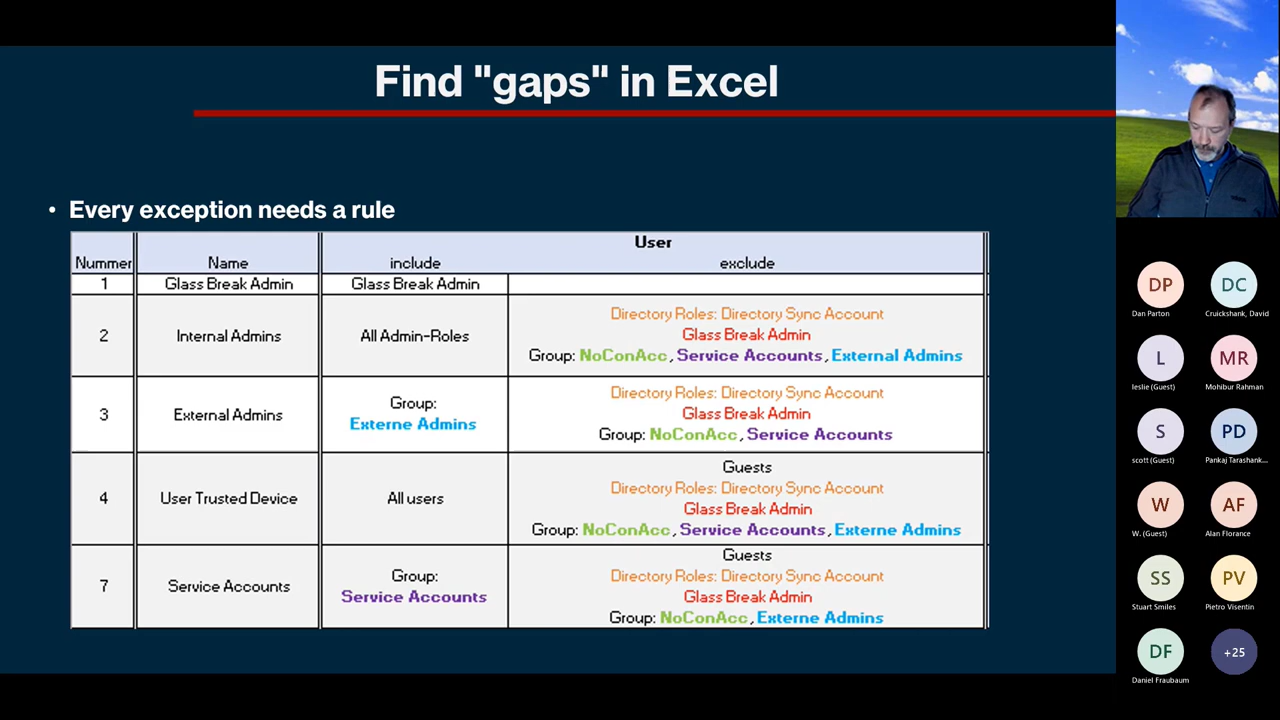 Find "gaps" in Excel
• Every exception needs a rule
User
Nummer Name include exclude
1 Glass Break Admin Glass Break Admin
2 Internal Admins All Admin-Roles
Directory Roles: Directory Sync Account
Glass Break Admin
Group: NoConAcc, Service Accounts, External Admins
3 External Admins
Group:
Externe Admins
Directory Roles: Directory Sync Account
Glass Break Admin
Group: NoConAcc, Service Accounts
4 User Trusted Device All users
Guests
Directory Roles: Directory Sync Account
Glass Break Admin
Group: NoConAcc, Service Accounts, Externe Admins
7 Service Accounts
Group:
Service Accounts
Guests
Directory Roles: Directory Sync Account
Glass Break Admin
Group: NoConAcc, Externe Admins
DP DC
Dan Parton Cruickshank, David
L MR
leslie (Guest) Mohibur Rahman
S PD
scott (Guest) Pankaj Tarashank...
W AF
W. (Guest) Alan Florance
SS PV
Stuart Smiles Pietro Visentin
DF +25
Daniel Fraubaum